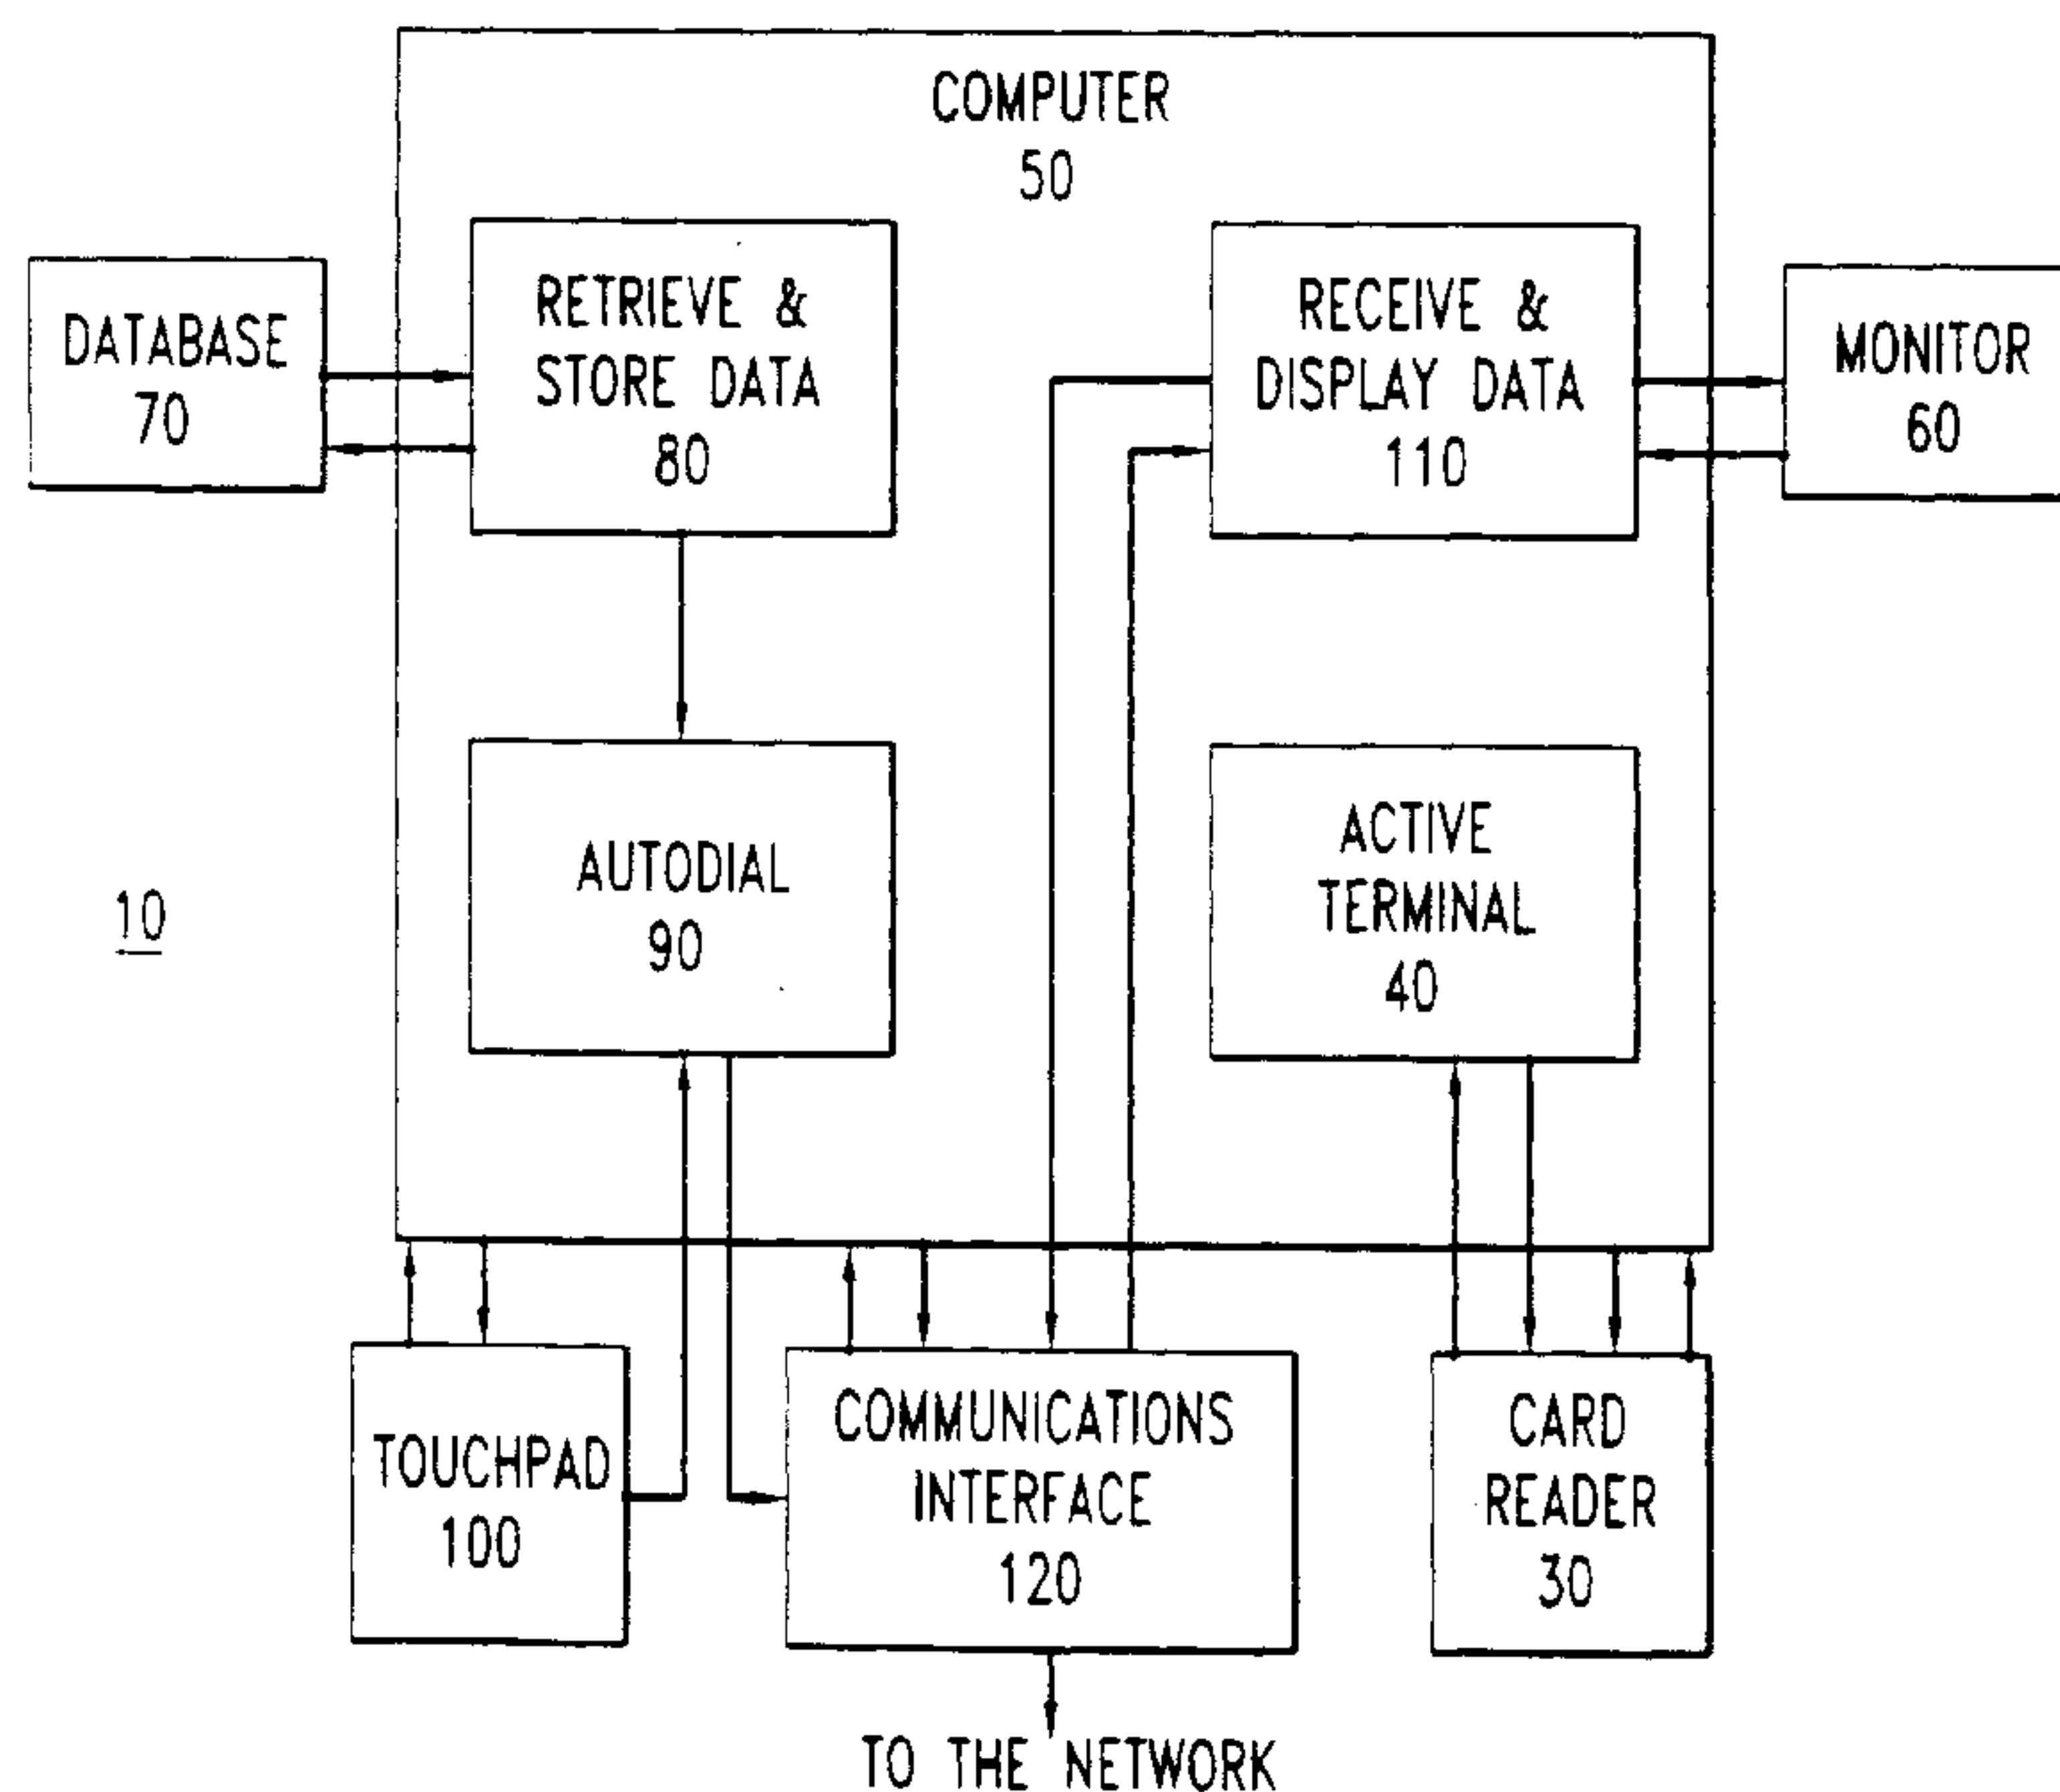 COMPUTER
50
DATABASE
70
RETRIEVE &
STORE DATA
80
RECEIVE &
DISPLAY DATA
110
MONITOR
60
10
AUTODIAL
90
ACTIVE
TERMINAL
40
TOUCHPAD
100
COMMUNICATIONS
INTERFACE
120
CARD
READER
30
TO THE NETWORK